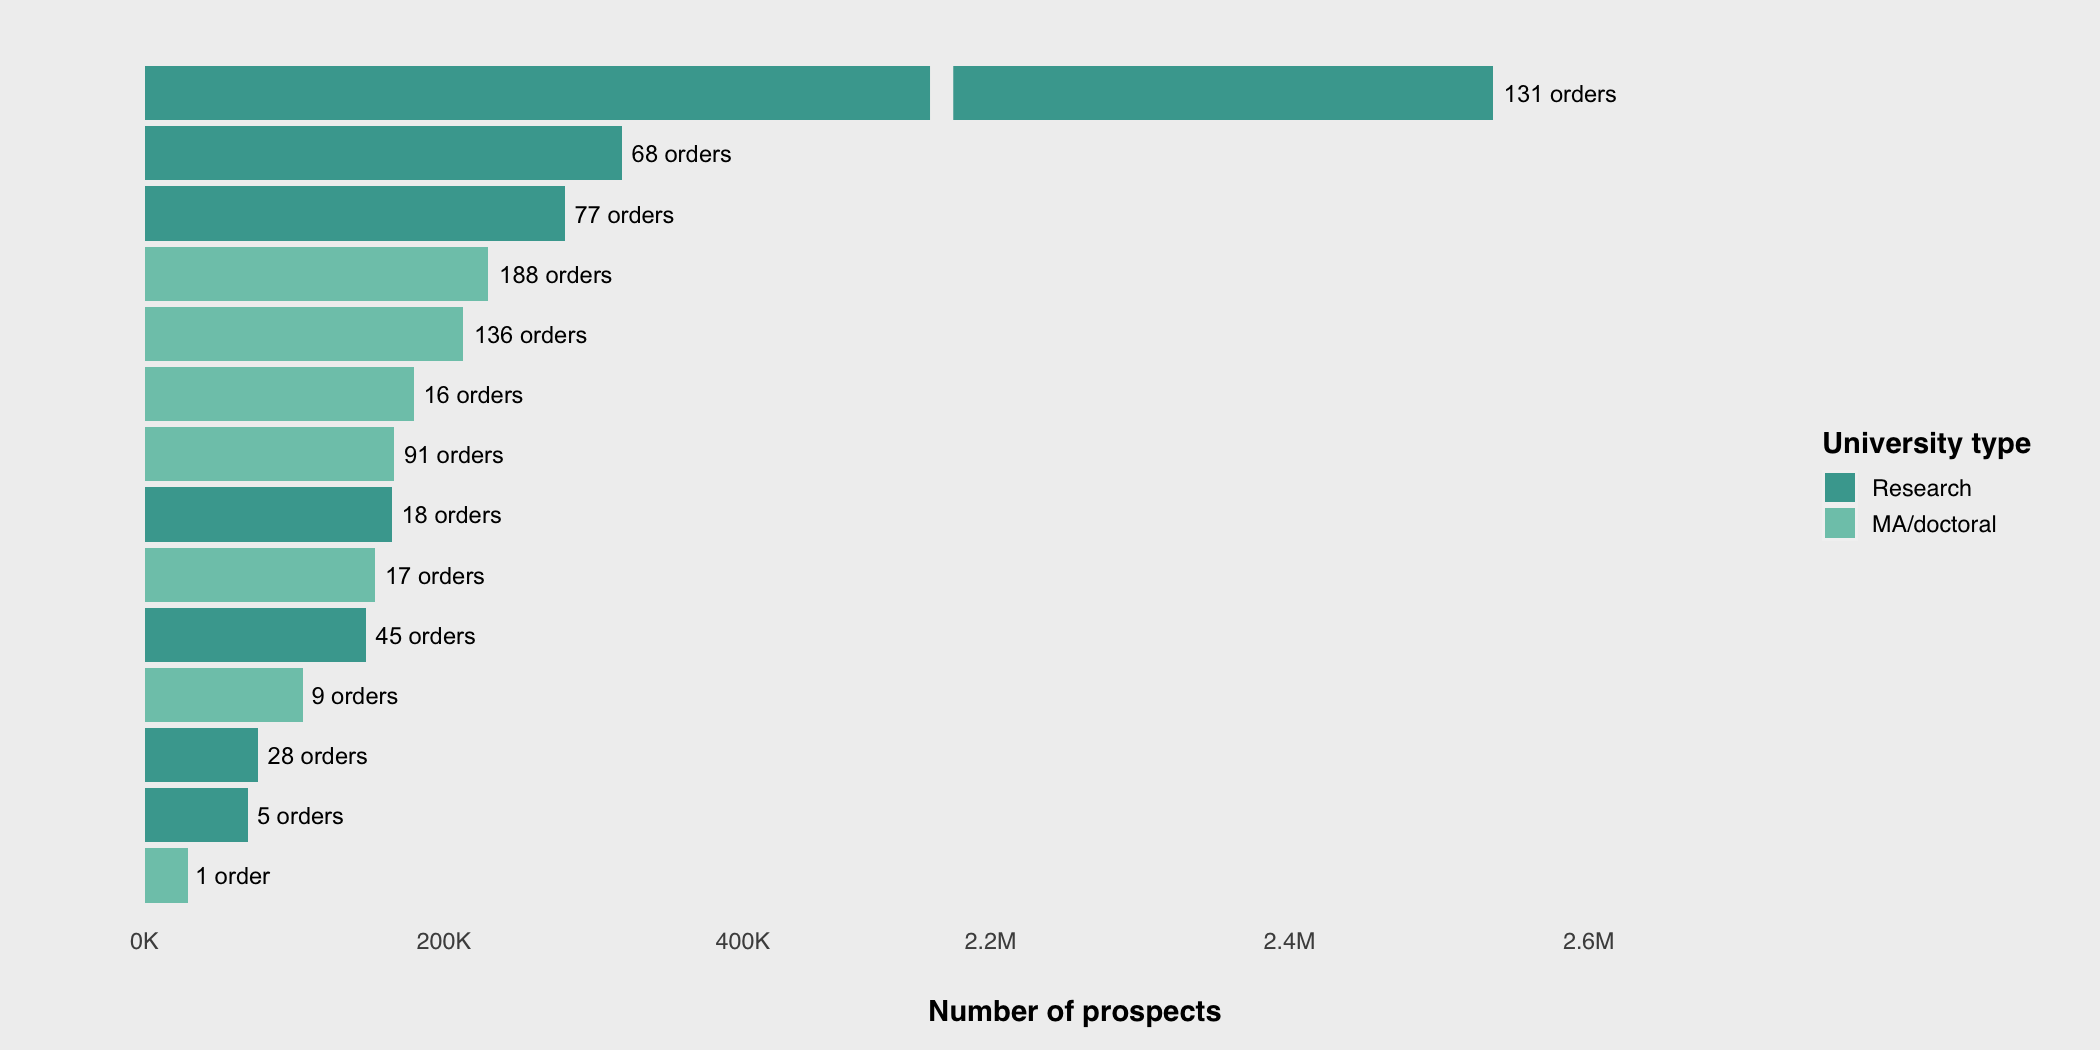 131 orders
68 orders
77 orders
188 orders
136 orders
16 orders
91 orders
18 orders
17 orders
45 orders
9 orders
28 orders
5 orders
1 order
0K 200K 400K 2.2M 2.4M 2.6M
Number of prospects
University type
Research
MA/doctoral